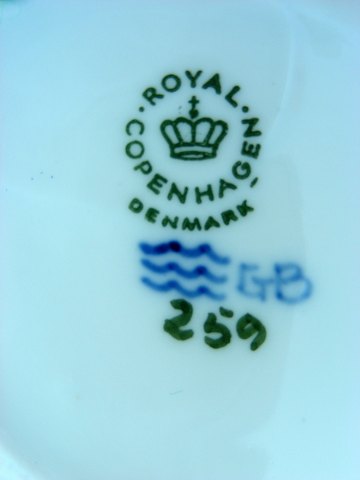 ROYAL
COPENHAGEN
DENMARK
GB
259